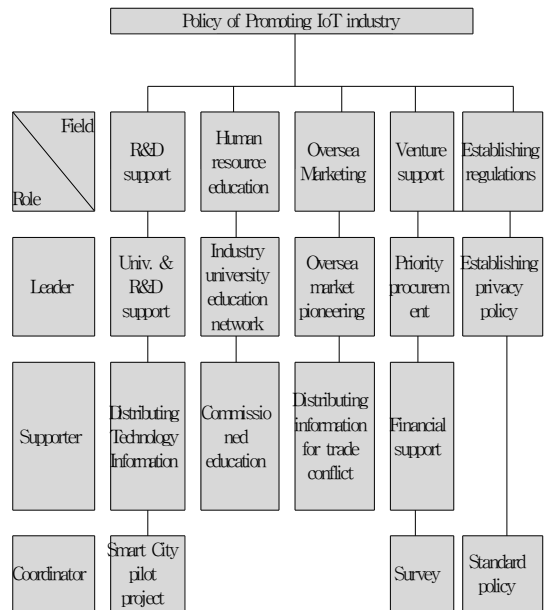 Policy of Promoting IoT industry
Field
Role
R&D
support
Human
resource
education
Oversea
Marketing
Venture
support
Establishing
regulations
Leader
Univ. &
R&D
support
Industry
university
education
network
Oversea
market
pioneering
Priority
procurem
ent
Establishing
privacy
policy
Supporter
Distributing
Technology
Information
Commissio
ned
education
Distributing
information
for trade
conflict
Financial
support
Coordinator
Smart City
pilot
project
Survey
Standard
policy